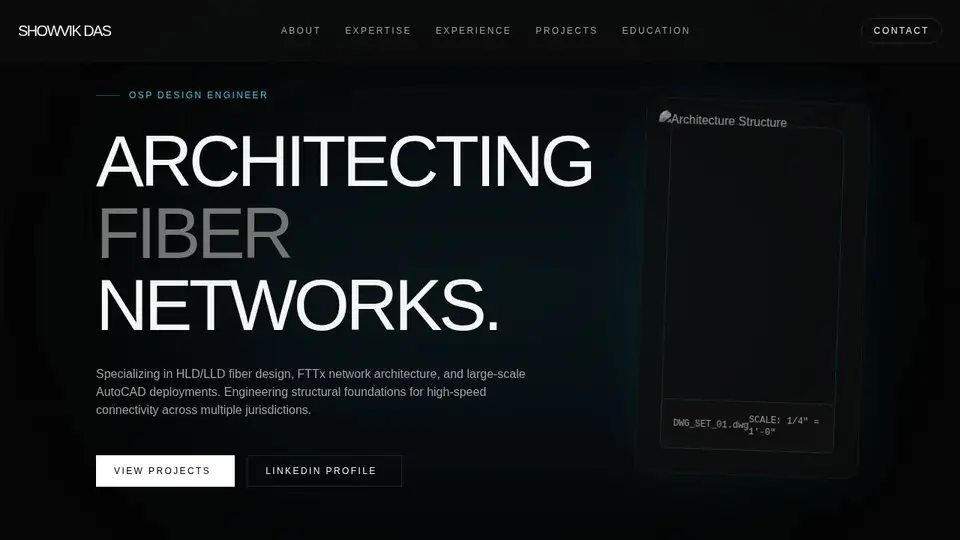 SHOWVIK DAS
ABOUT
EXPERTISE
EXPERIENCE
PROJECTS
EDUCATION
CONTACT
OSP DESIGN ENGINEER
ARCHITECTING
FIBER
NETWORKS.
Specializing in HLD/LLD fiber design, FTTx network architecture, and large-scale
AutoCAD deployments. Engineering structural foundations for high-speed
connectivity across multiple jurisdictions.
VIEW PROJECTS
LINKEDIN PROFILE
Architecture Structure
DWG_SET_01.dwg
SCALE: 1/4" =
1'-0"